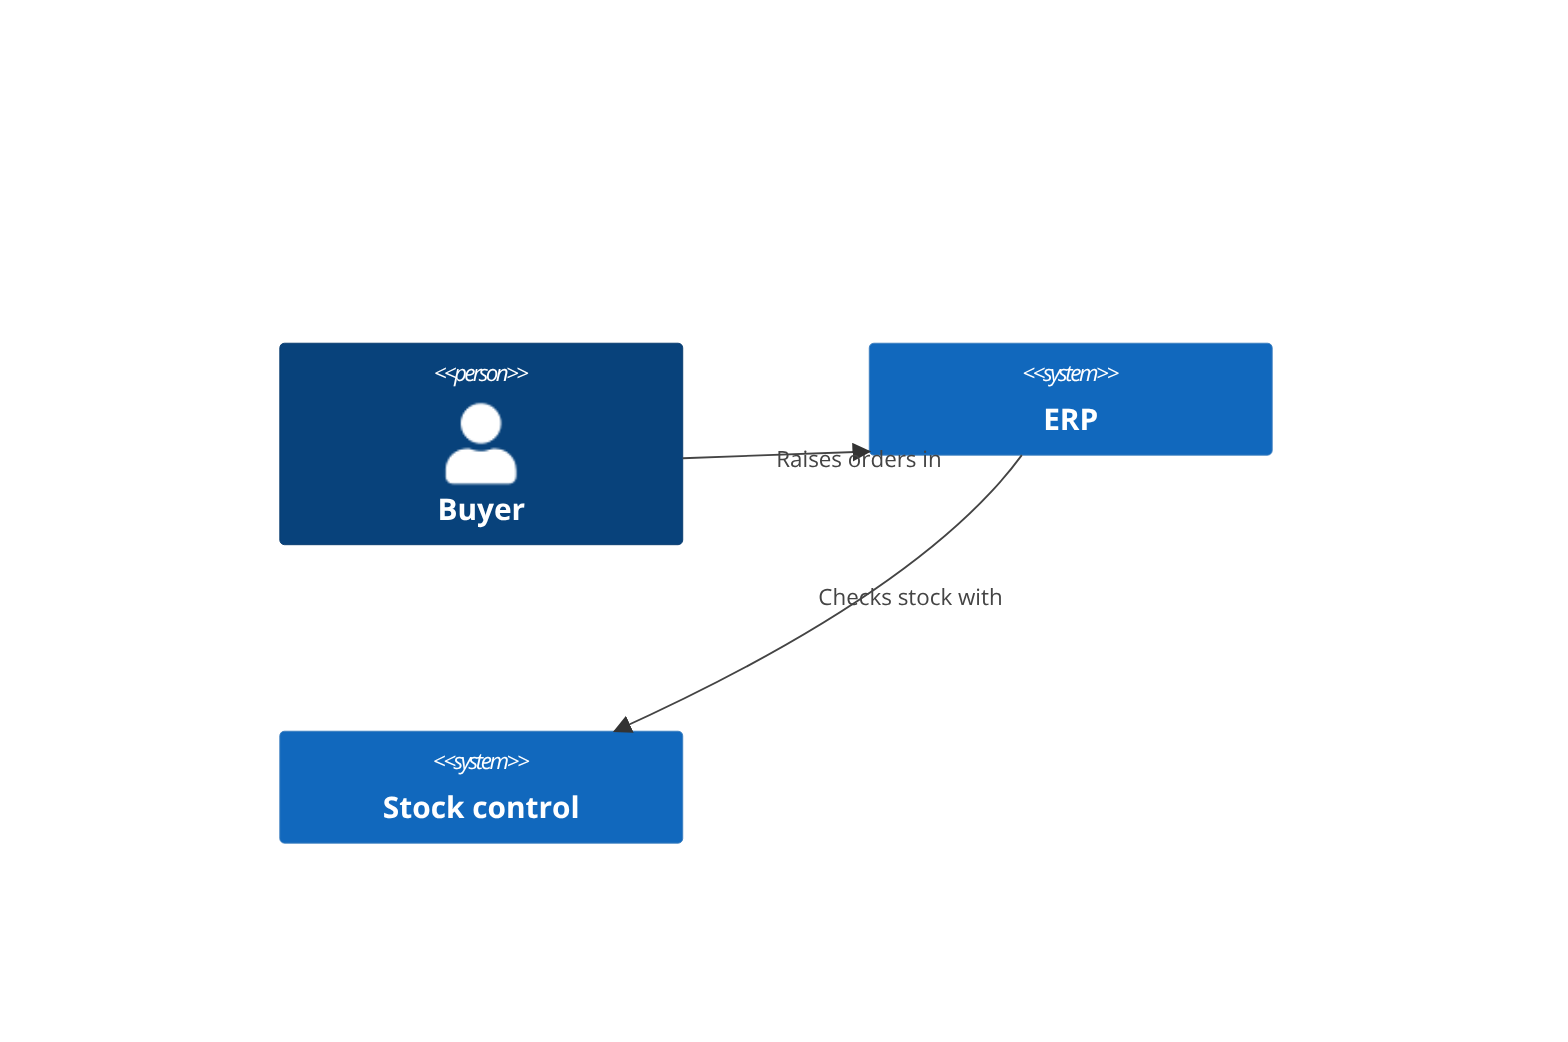 <<person>>
Buyer
<<system>>
ERP
Raises orders in
Checks stock with
<<system>>
Stock control